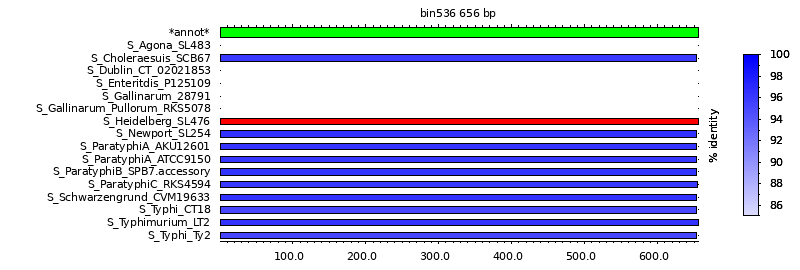 bin536 656 bp
*annot*
S_Agona_SL483
S_Choleraesuis_SCB67
S_Dublin_CT_02021853
S_Enteritdis_P125109
S_Gallinarum_28791
S_Gallinarum_Pullorum_RKS5078
S_Heidelberg_SL476
S_Newport_SL254
S_ParatyphiA_AKU12601
S_ParatyphiA_ATCC9150
S_ParatyphiB_SPB7.accessory
S_ParatyphiC_RKS4594
S_Schwarzengrund_CVM19633
S_Typhi_CT18
S_Typhimurium_LT2
S_Typhi_Ty2
100.0 200.0 300.0 400.0 500.0 600.0
% identity
100
98
96
94
92
90
88
86